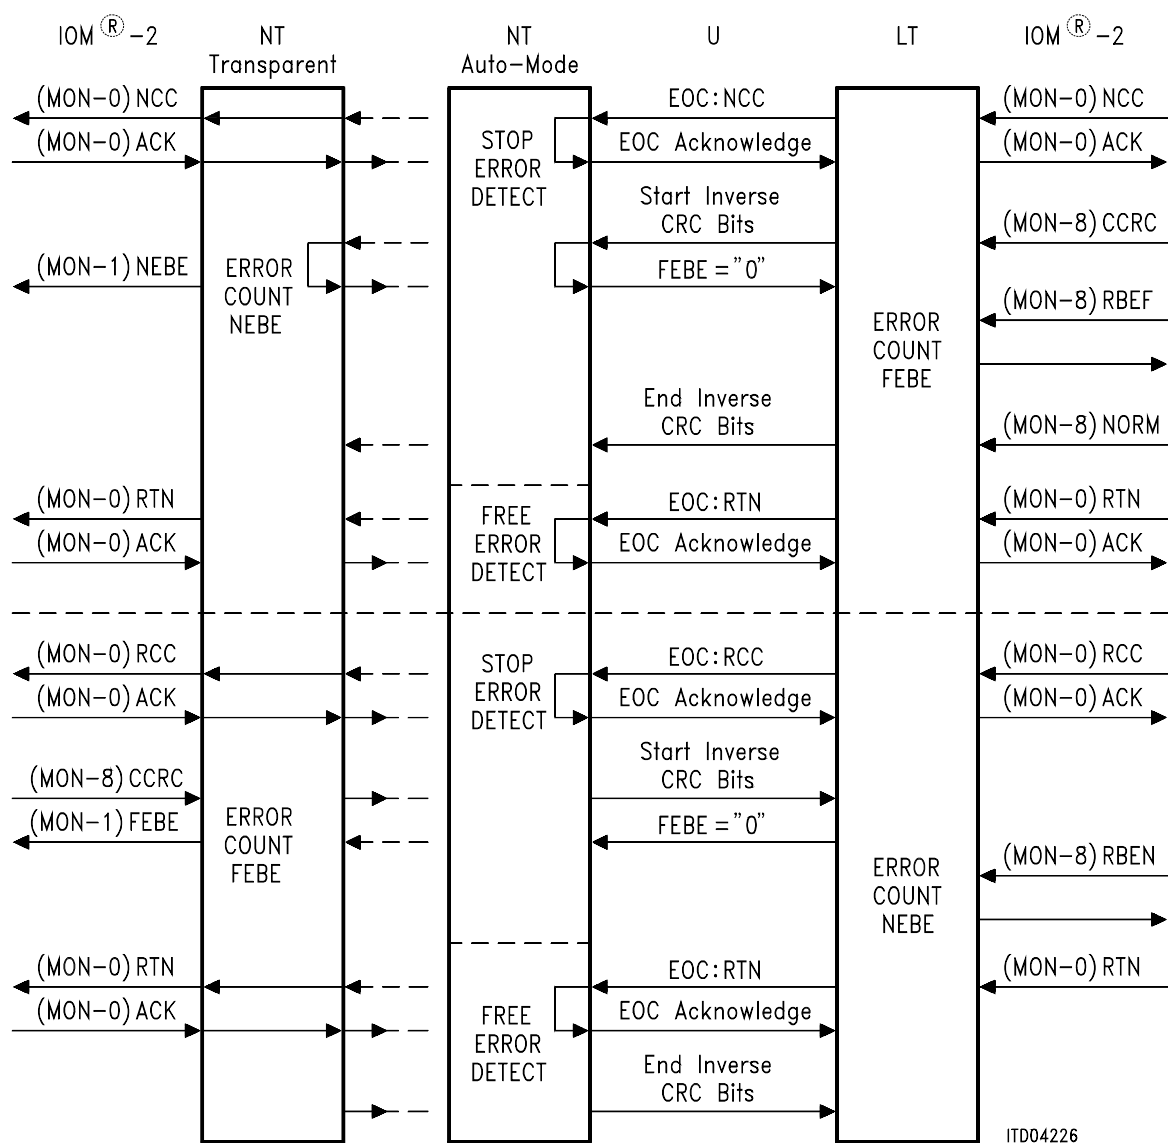 IOM®-2 NT NT U LT IOM®-2
Transparent Auto-Mode
(MON-0) NCC EOC:NCC (MON-0) NCC
(MON-0) ACK STOP EOC Acknowledge (MON-0) ACK
ERROR
DETECT
Start Inverse
CRC Bits (MON-8) CCRC
(MON-1) NEBE ERROR FEBE="0"
COUNT (MON-8) RBEF
NEBE ERROR
COUNT
FEBE
End Inverse
CRC Bits (MON-8) NORM
(MON-0) RTN FREE EOC:RTN (MON-0) RTN
(MON-0) ACK ERROR EOC Acknowledge (MON-0) ACK
DETECT
(MON-0) RCC STOP EOC:RCC (MON-0) RCC
(MON-0) ACK ERROR EOC Acknowledge (MON-0) ACK
DETECT
Start Inverse
(MON-8) CCRC CRC Bits
(MON-1) FEBE ERROR FEBE="0"
COUNT
FEBE ERROR (MON-8) RBEN
COUNT
NEBE
(MON-0) RTN EOC:RTN (MON-0) RTN
(MON-0) ACK FREE EOC Acknowledge
ERROR
DETECT End Inverse
CRC Bits
ITD04226